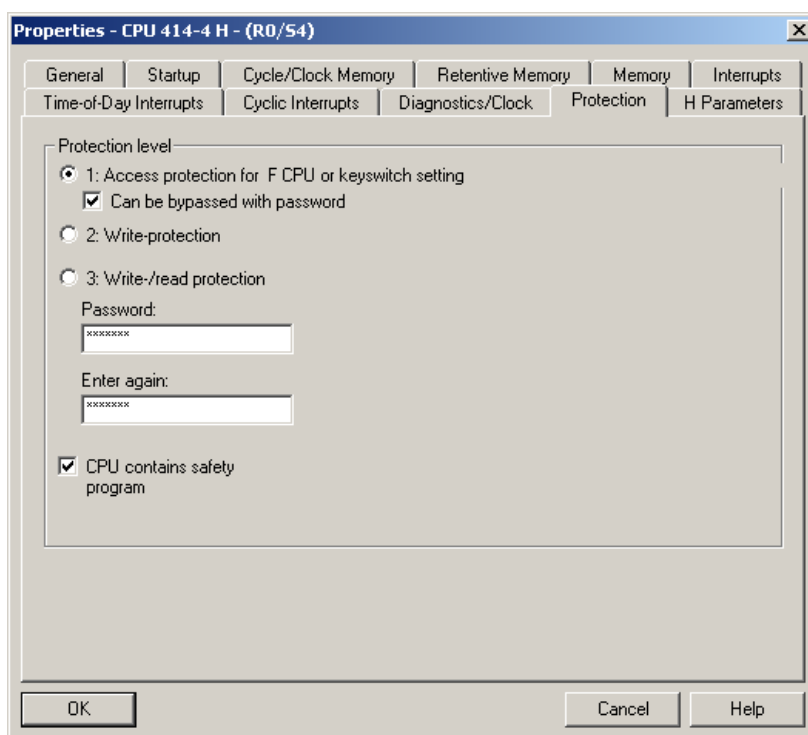 Properties - CPU 414-4 H - (R0/S4)
General Startup Cycle/Clock Memory Retentive Memory Memory Interrupts
Time-of-Day Interrupts Cyclic Interrupts Diagnostics/Clock Protection H Parameters
Protection level
1: Access protection for F CPU or keyswitch setting
Can be bypassed with password
2: Write-protection
3: Write-/read protection
Password:
*******
Enter again:
*******
CPU contains safety
program
OK Cancel Help